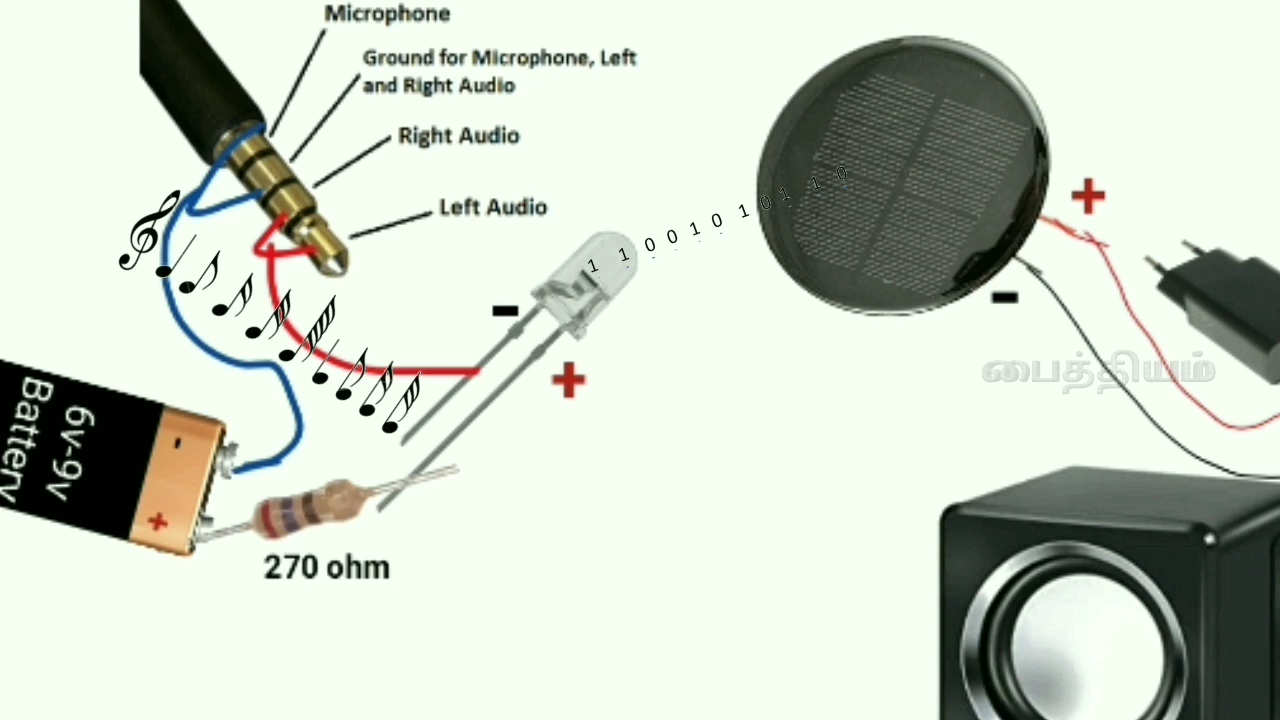 Microphone
Ground for Microphone, Left
and Right Audio
Right Audio
Left Audio
1 1 0 0 1 0 1 0 1 1 0
+
-
-
+
பைத்தியம்
6v-9v
Battery
-
+
270 ohm